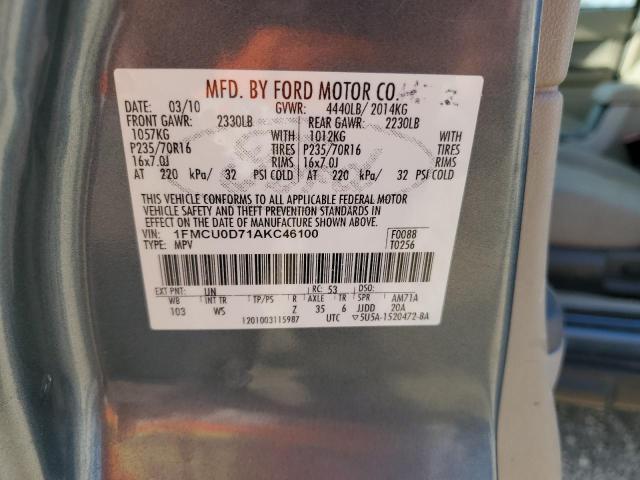 MFD. BY FORD MOTOR CO.
DATE: 03/10 GVWR: 4440LB/ 2014KG
FRONT GAWR: 2330LB REAR GAWR: 2230LB
1057KG WITH 1012KG WITH
P235/70R16 TIRES P235/70R16 TIRES
16x7.0J RIMS 16x7.0J RIMS
AT 220 kPa/ 32 PSI COLD AT 220 kPa/ 32 PSI COLD
THIS VEHICLE CONFORMS TO ALL APPLICABLE FEDERAL MOTOR
VEHICLE SAFETY AND THEFT PREVENTION STANDARDS IN
EFFECT ON THE DATE OF MANUFACTURE SHOWN ABOVE.
VIN: 1FMCU0D71AKC46100 F0088
TYPE: MPV T0256
EXT PNT: UN RC: 53 DSO:
WB INT TR TP/PS R AXLE TR SPR AM71A
103 WS Z 35 6 JJDD 20A
1201003115987 UTC ▽5U5A-1520472-BA